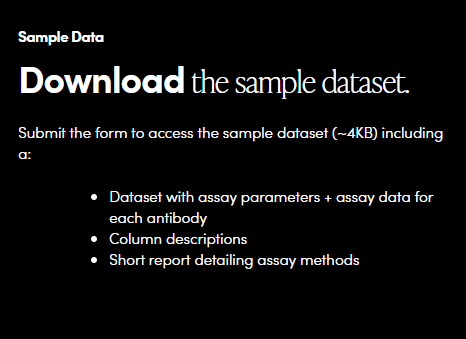 Sample Data
Download the sample dataset.
Submit the form to access the sample dataset (~4KB) including
a:
• Dataset with assay parameters + assay data for
each antibody
• Column descriptions
• Short report detailing assay methods